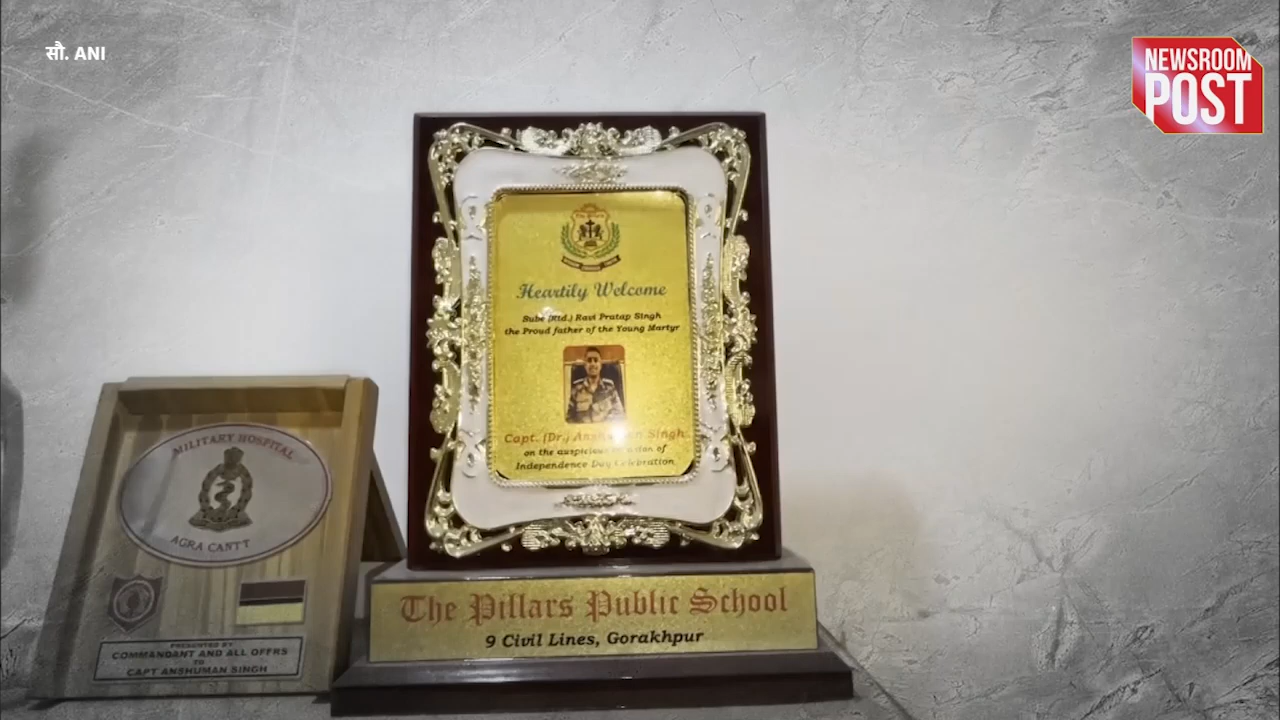 सौ. ANI
NEWSROOM
POST
The Pillars
Heartily Welcome
Sube (Rtd.) Ravi Pratap Singh
the Proud father of the Young Martyr
Capt. (Dr.) Singh
on the auspicious of
Independence Day Celebration
The Pillars Public School
9 Civil Lines, Gorakhpur
MILITARY HOSPITAL
AGRA CANTT
PRESENTED BY
COMMANDANT AND ALL OFFRS
TO
CAPT ANSHUMAN SINGH